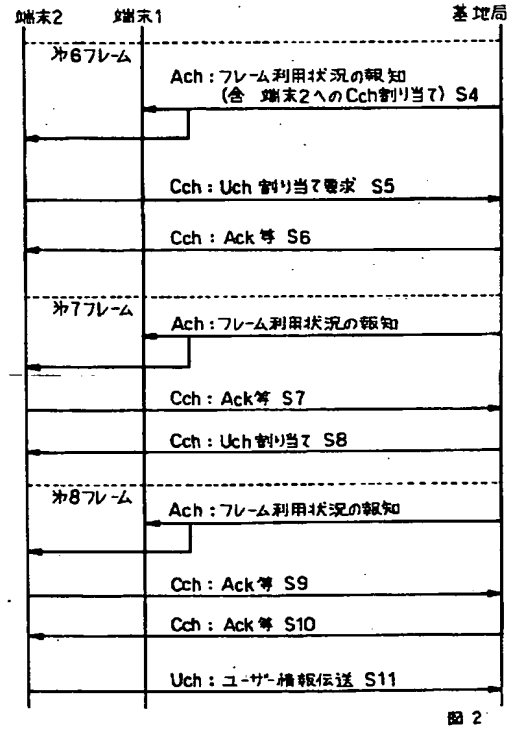 端末2 端末1 基地局
第6フレーム
Ach:フレーム利用状況の報知
(含 端末2へのCch割り当て) S4
Cch:Uch 割り当て要求 S5
Cch:Ack等 S6
第7フレーム
Ach:フレーム利用状況の報知
Cch:Ack等 S7
Cch:Uch 割り当て S8
第8フレーム
Ach:フレーム利用状況の報知
Cch:Ack等 S9
Cch:Ack等 S10
Uch:ユーザー情報伝送 S11
図 2